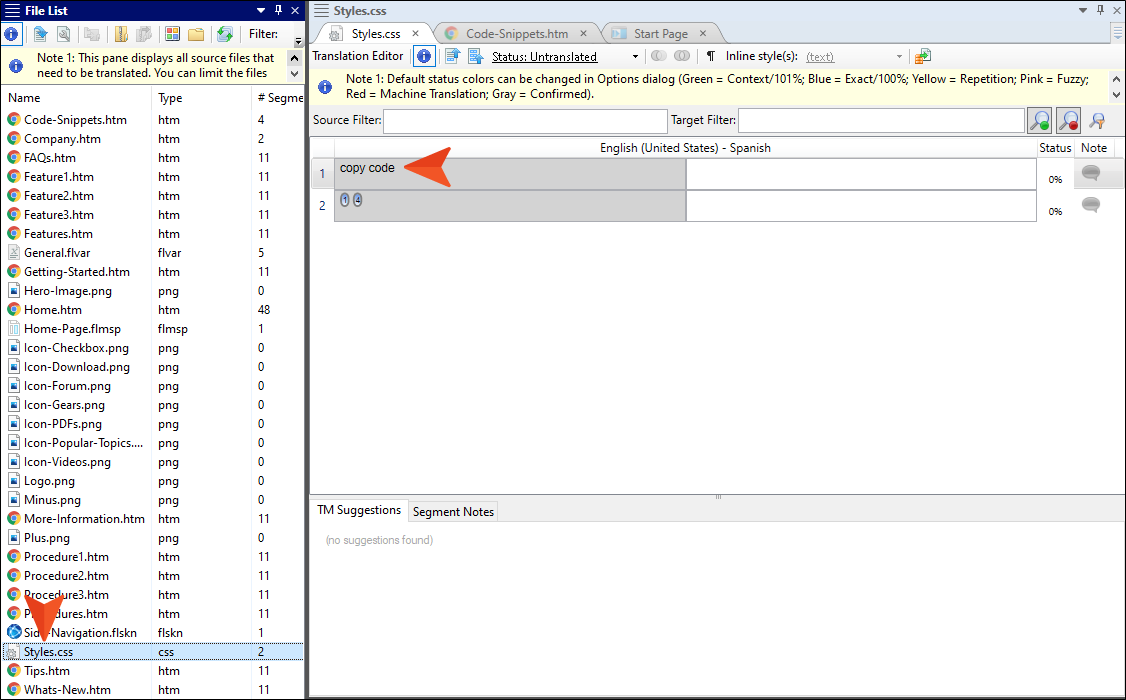 File List
Filter:
Note 1: This pane displays all source files that
need to be translated. You can limit the files
Name Type # Segme
Code-Snippets.htm htm 4
Company.htm htm 2
FAQs.htm htm 11
Feature1.htm htm 11
Feature2.htm htm 11
Feature3.htm htm 11
Features.htm htm 11
General.flvar flvar 5
Getting-Started.htm htm 11
Hero-Image.png png 0
Home.htm htm 48
Home-Page.flmsp flmsp 1
Icon-Checkbox.png png 0
Icon-Download.png png 0
Icon-Forum.png png 0
Icon-Gears.png png 0
Icon-PDFs.png png 0
Icon-Popular-Topics.... png 0
Icon-Videos.png png 0
Logo.png png 0
Minus.png png 0
More-Information.htm htm 11
Plus.png png 0
Procedure1.htm htm 11
Procedure2.htm htm 11
Procedure3.htm htm 11
htm 11
flskn 1
Styles.css css 2
Tips.htm htm 11
Whats-New.htm htm 11
Styles.css
Styles.css Code-Snippets.htm Start Page
Translation Editor Status: Untranslated ¶ Inline style(s): (text)
Note 1: Default status colors can be changed in Options dialog (Green = Context/101%; Blue = Exact/100%; Yellow = Repetition; Pink = Fuzzy;
Red = Machine Translation; Gray = Confirmed).
Source Filter: Target Filter:
English (United States) - Spanish Status Note
1 copy code 0%
2 1 4 0%
TM Suggestions Segment Notes
(no suggestions found)